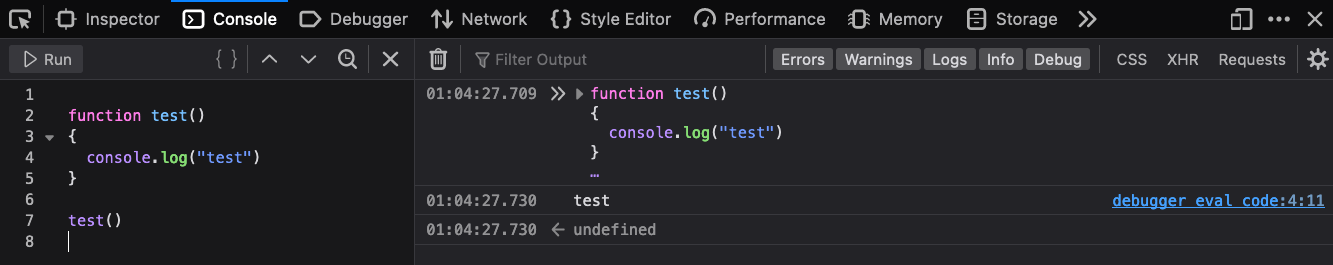 Inspector Console Debugger Network Style Editor Performance Memory Storage
Run { } Filter Output Errors Warnings Logs Info Debug CSS XHR Requests
1
2 function test()
3 {
4 console.log("test")
5 }
6
7 test()
8
01:04:27.709 function test()
{
console.log("test")
}
…
01:04:27.730 test debugger eval code:4:11
01:04:27.730 undefined